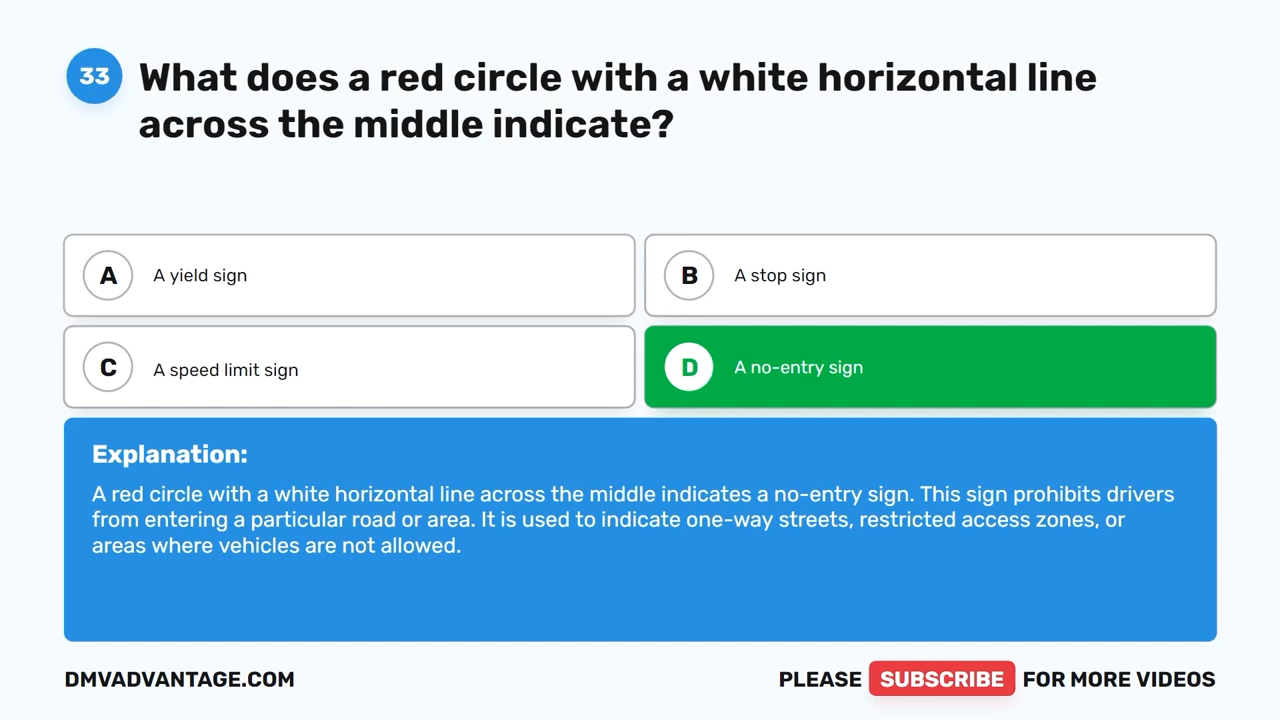 33
What does a red circle with a white horizontal line
across the middle indicate?
A A yield sign
B A stop sign
C A speed limit sign
D A no-entry sign
Explanation:
A red circle with a white horizontal line across the middle indicates a no-entry sign. This sign prohibits drivers
from entering a particular road or area. It is used to indicate one-way streets, restricted access zones, or
areas where vehicles are not allowed.
DMVADVANTAGE.COM
PLEASE SUBSCRIBE FOR MORE VIDEOS